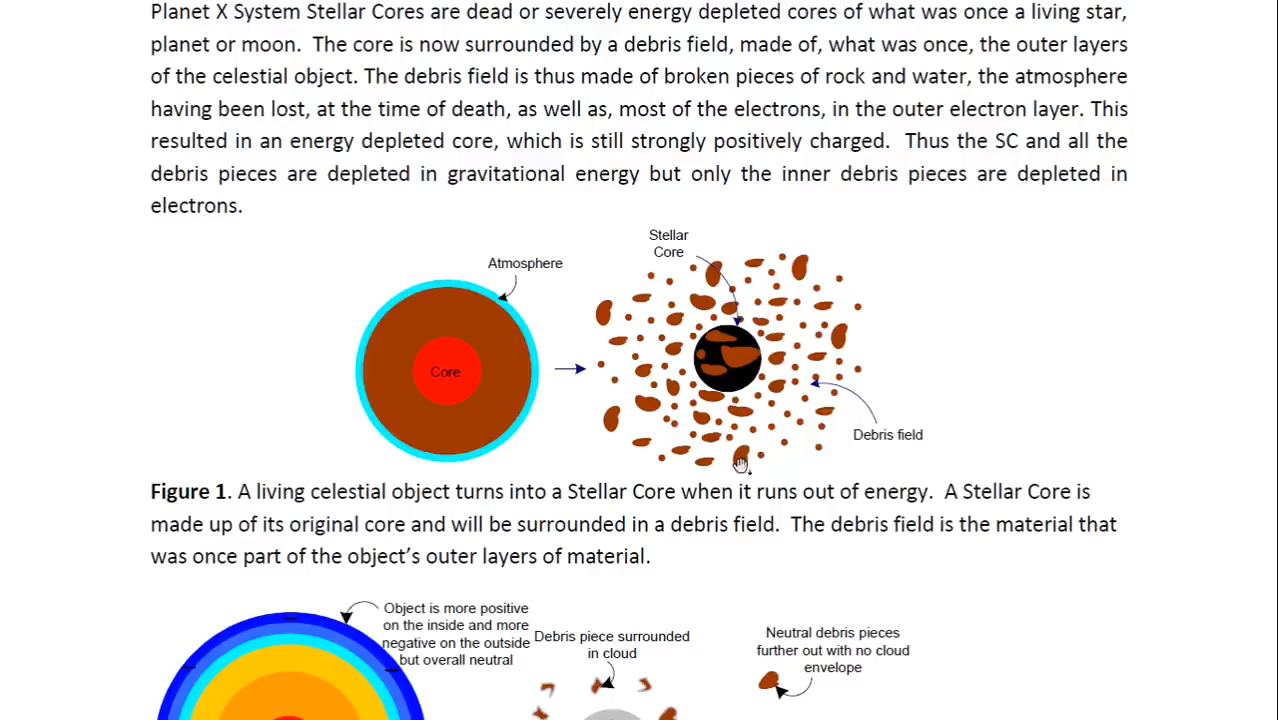 Planet X System Stellar Cores are dead or severely energy depleted cores of what was once a living star,
planet or moon. The core is now surrounded by a debris field, made of, what was once, the outer layers
of the celestial object. The debris field is thus made of broken pieces of rock and water, the atmosphere
having been lost, at the time of death, as well as, most of the electrons, in the outer electron layer. This
resulted in an energy depleted core, which is still strongly positively charged. Thus the SC and all the
debris pieces are depleted in gravitational energy but only the inner debris pieces are depleted in
electrons.
Stellar
Core
Atmosphere
Core
Debris field
Figure 1. A living celestial object turns into a Stellar Core when it runs out of energy. A Stellar Core is
made up of its original core and will be surrounded in a debris field. The debris field is the material that
was once part of the object's outer layers of material.
Object is more positive
on the inside and more
negative on the outside
but overall neutral
Debris piece surrounded
in cloud
Neutral debris pieces
further out with no cloud
envelope